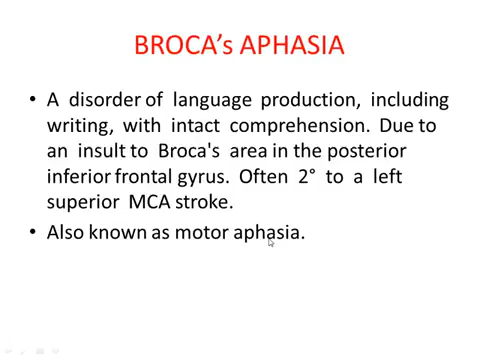 BROCA’s APHASIA
• A disorder of language production, including
writing, with intact comprehension. Due to
an insult to Broca's area in the posterior
inferior frontal gyrus. Often 2° to a left
superior MCA stroke.
• Also known as motor aphasia.